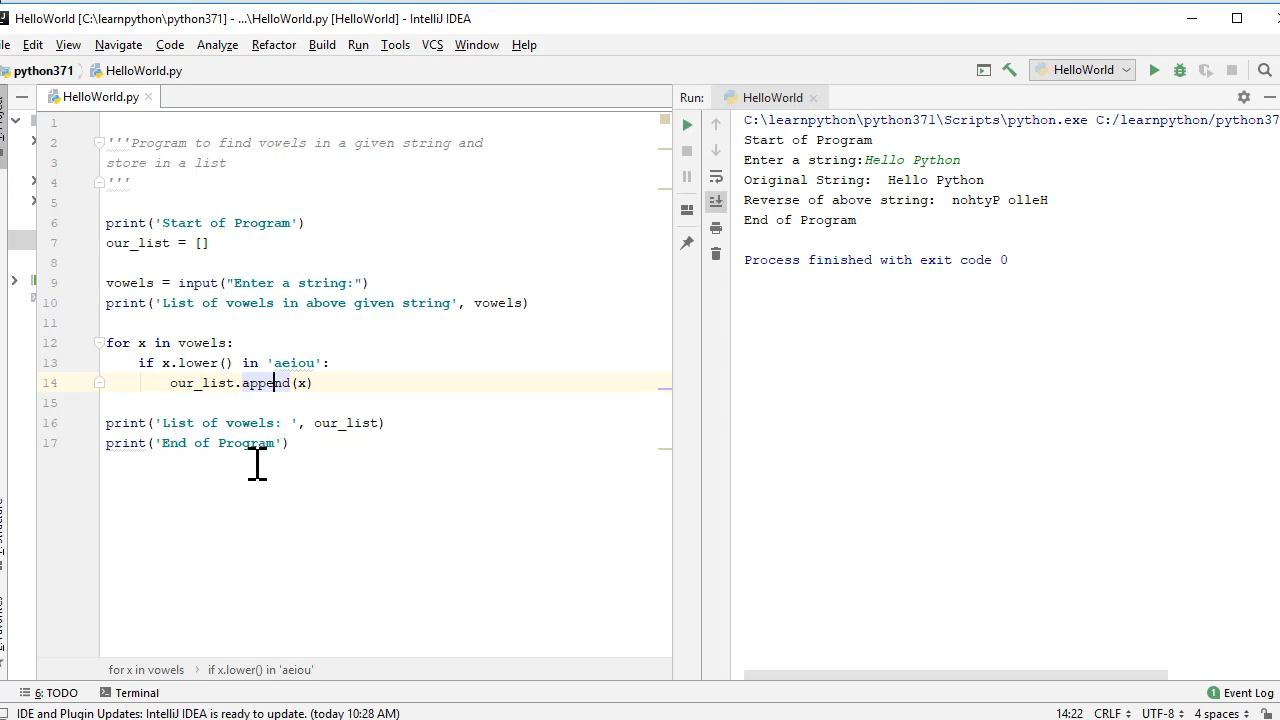 HelloWorld [C:\learnpython\python371] - ...\HelloWorld.py [HelloWorld] - IntelliJ IDEA
Edit View Navigate Code Analyze Refactor Build Run Tools VCS Window Help
python371 HelloWorld.py HelloWorld
HelloWorld.py
1
2 '''Program to find vowels in a given string and
3 store in a list
4 '''
5
6 print('Start of Program')
7 our_list = []
8
9 vowels = input("Enter a string:")
10 print('List of vowels in above given string', vowels)
11
12 for x in vowels:
13 if x.lower() in 'aeiou':
14 our_list.append(x)
15
16 print('List of vowels: ', our_list)
17 print('End of Program')
for x in vowels › if x.lower() in 'aeiou'
Run: HelloWorld
C:\learnpython\python371\Scripts\python.exe C:/learnpython/python37
Start of Program
Enter a string:Hello Python
Original String:  Hello Python
Reverse of above string:  nohtyP olleH
End of Program
Process finished with exit code 0
6: TODO Terminal 1 Event Log
IDE and Plugin Updates: IntelliJ IDEA is ready to update. (today 10:28 AM) 14:22 CRLF UTF-8 4 spaces